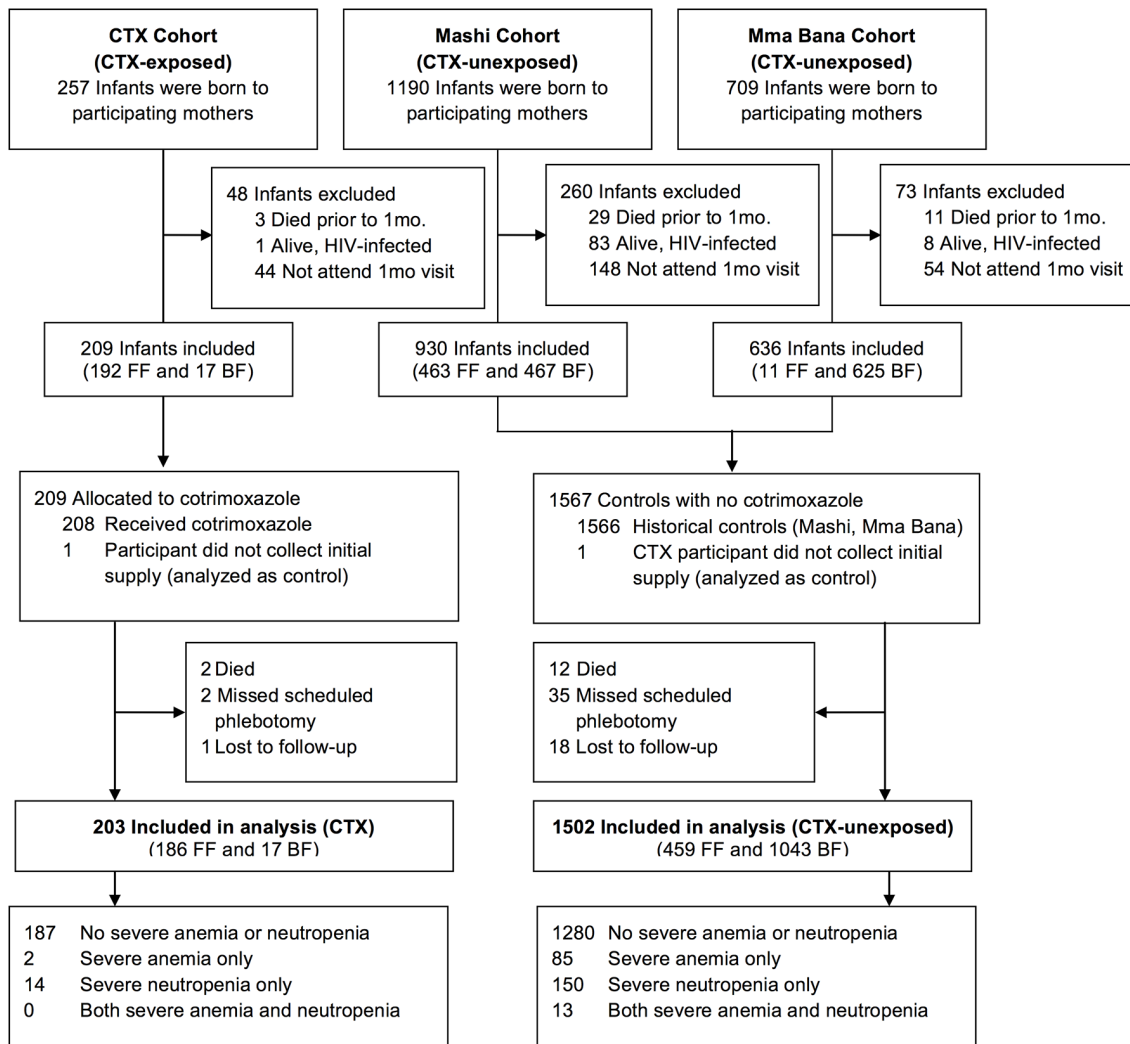 CTX Cohort
(CTX-exposed)
257 Infants were born to
participating mothers
Mashi Cohort
(CTX-unexposed)
1190 Infants were born to
participating mothers
Mma Bana Cohort
(CTX-unexposed)
709 Infants were born to
participating mothers
48 Infants excluded
3 Died prior to 1mo.
1 Alive, HIV-infected
44 Not attend 1mo visit
260 Infants excluded
29 Died prior to 1mo.
83 Alive, HIV-infected
148 Not attend 1mo visit
73 Infants excluded
11 Died prior to 1mo.
8 Alive, HIV-infected
54 Not attend 1mo visit
209 Infants included
(192 FF and 17 BF)
930 Infants included
(463 FF and 467 BF)
636 Infants included
(11 FF and 625 BF)
209 Allocated to cotrimoxazole
208 Received cotrimoxazole
1 Participant did not collect initial
supply (analyzed as control)
1567 Controls with no cotrimoxazole
1566 Historical controls (Mashi, Mma Bana)
1 CTX participant did not collect initial
supply (analyzed as control)
2 Died
2 Missed scheduled
phlebotomy
1 Lost to follow-up
12 Died
35 Missed scheduled
phlebotomy
18 Lost to follow-up
203 Included in analysis (CTX)
(186 FF and 17 BF)
1502 Included in analysis (CTX-unexposed)
(459 FF and 1043 BF)
187 No severe anemia or neutropenia
2 Severe anemia only
14 Severe neutropenia only
0 Both severe anemia and neutropenia
1280 No severe anemia or neutropenia
85 Severe anemia only
150 Severe neutropenia only
13 Both severe anemia and neutropenia